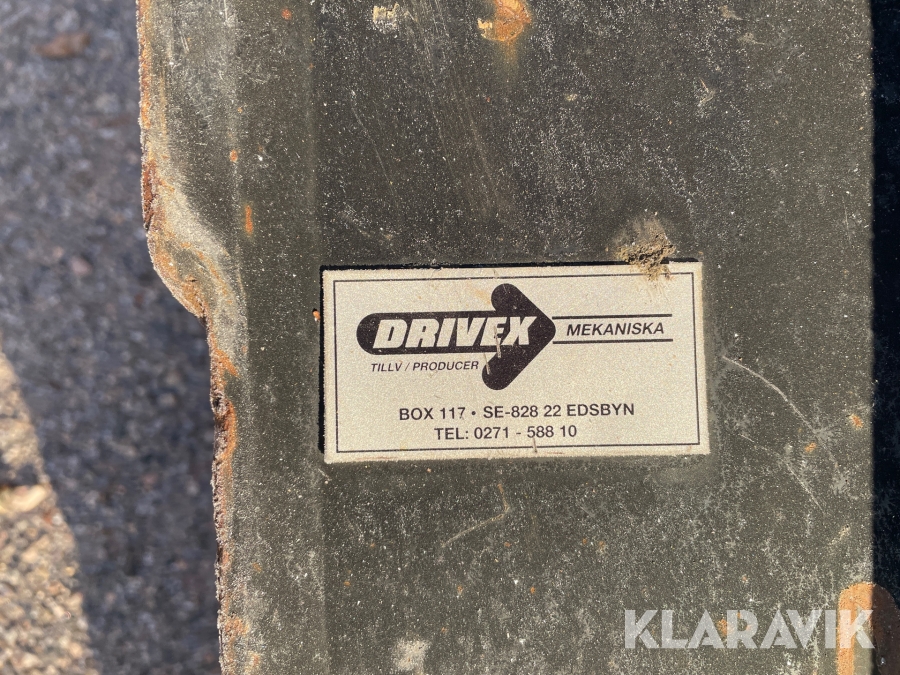 DRIVEX MEKANISKA
TILLV / PRODUCER
BOX 117 • SE-828 22 EDSBYN
TEL: 0271 - 588 10
KLARAVIK